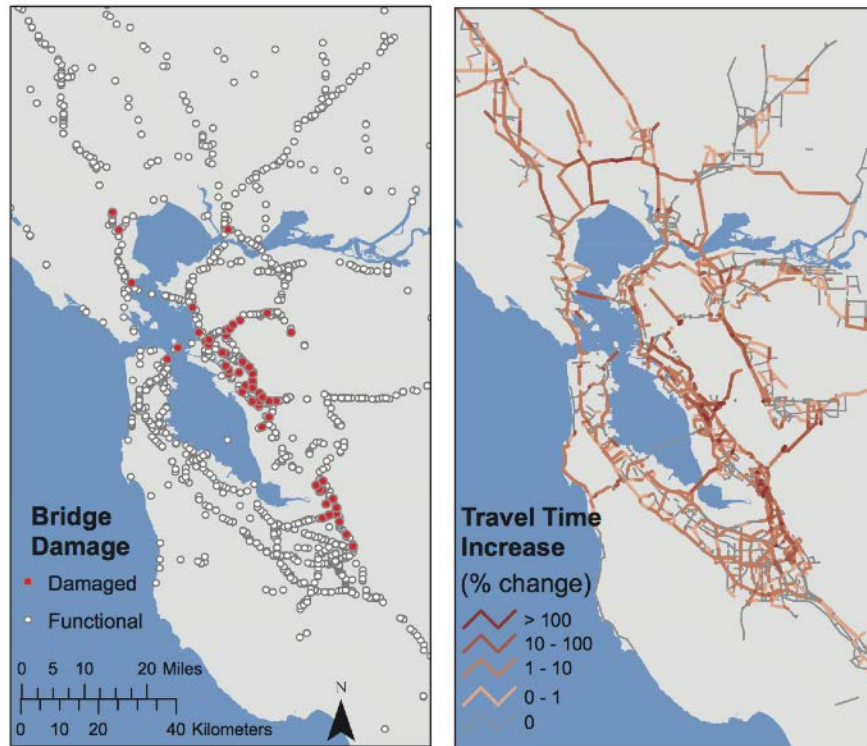 Bridge
Damage
Damaged
Functional
0 5 10 20 Miles
0 10 20 40 Kilometers
N
Travel Time
Increase
(% change)
> 100
10 - 100
1 - 10
0 - 1
0